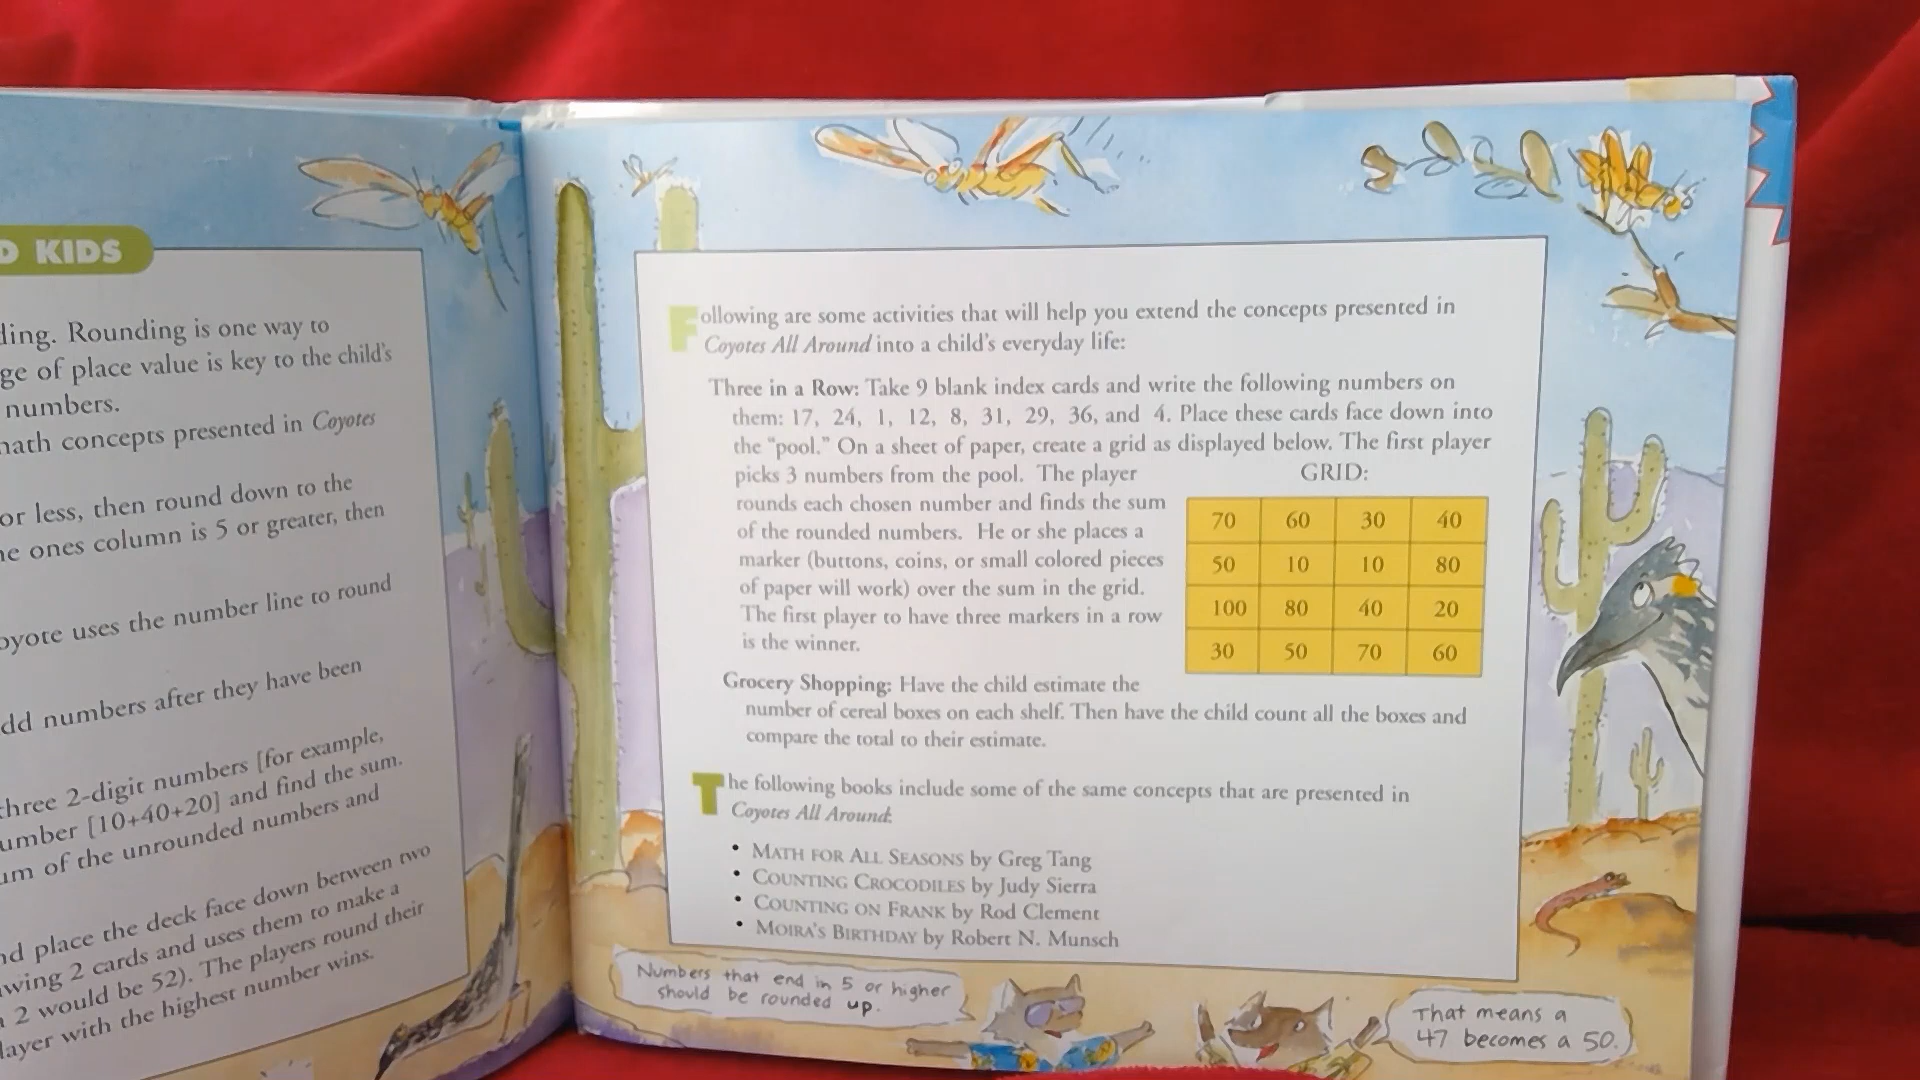 D KIDS
ding. Rounding is one way to
ge of place value is key to the child's
numbers.
math concepts presented in Coyotes
or less, then round down to the
ne ones column is 5 or greater, then
oyote uses the number line to round
dd numbers after they have been
three 2-digit numbers [for example,
umber [10+40+20] and find the sum.
um of the unrounded numbers and
nd place the deck face down between two
awing 2 cards and uses them to make a
2 would be 52). The players round their
layer with the highest number wins.
Following are some activities that will help you extend the concepts presented in
Coyotes All Around into a child's everyday life:
Three in a Row: Take 9 blank index cards and write the following numbers on
them: 17, 24, 1, 12, 8, 31, 29, 36, and 4. Place these cards face down into
the "pool." On a sheet of paper, create a grid as displayed below. The first player
picks 3 numbers from the pool. The player
rounds each chosen number and finds the sum
of the rounded numbers. He or she places a
marker (buttons, coins, or small colored pieces
of paper will work) over the sum in the grid.
The first player to have three markers in a row
is the winner.
GRID:
70 60 30 40
50 10 10 80
100 80 40 20
30 50 70 60
Grocery Shopping: Have the child estimate the
number of cereal boxes on each shelf. Then have the child count all the boxes and
compare the total to their estimate.
The following books include some of the same concepts that are presented in
Coyotes All Around:
• MATH FOR ALL SEASONS by Greg Tang
• COUNTING CROCODILES by Judy Sierra
• COUNTING ON FRANK by Rod Clement
• MOIRA'S BIRTHDAY by Robert N. Munsch
Numbers that end in 5 or higher
should be rounded up.
That means a
47 becomes a 50.